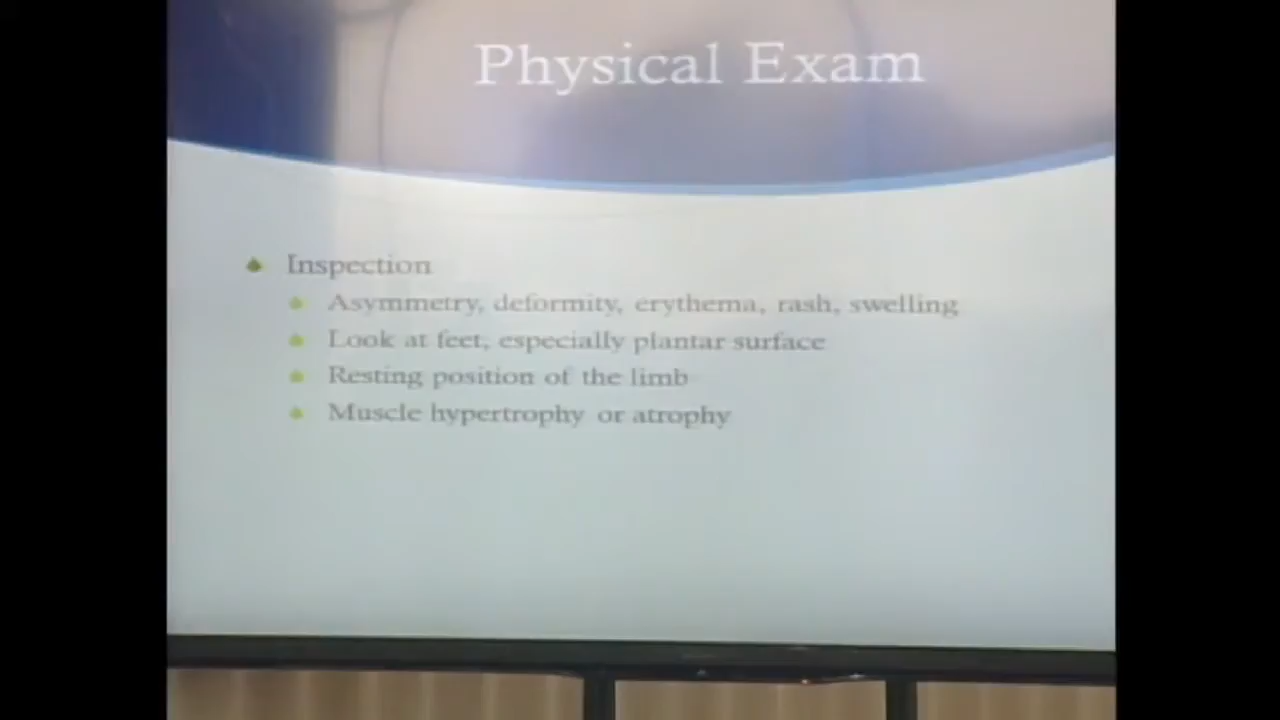 Physical Exam
Inspection
Asymmetry, deformity, erythema, rash, swelling
Look at feet, especially plantar surface
Resting position of the limb
Muscle hypertrophy or atrophy